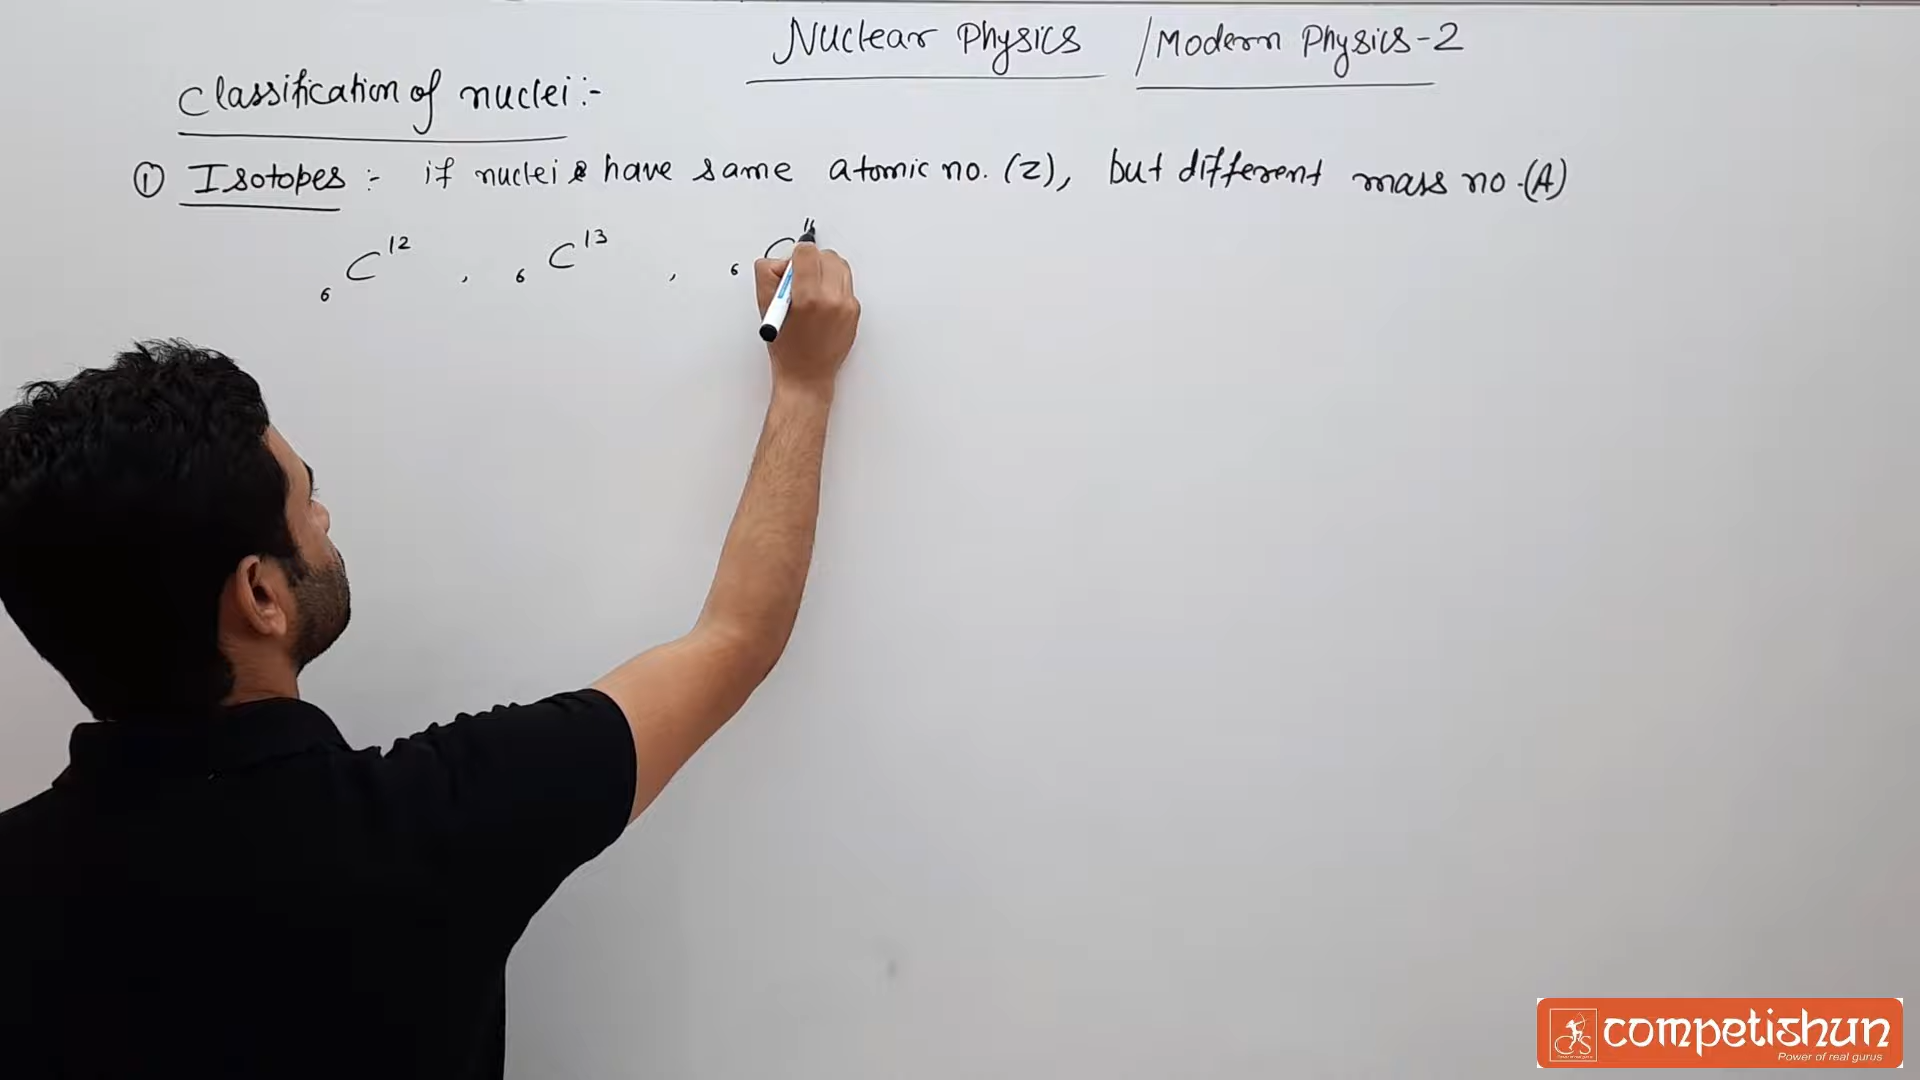 Nuclear Physics / Modern Physics-2
Classification of nuclei :-
① Isotopes :- if nuclei have same atomic no. (Z), but different mass no. (A)
₆C¹² , ₆C¹³ , ₆C
competishun
Power of real gurus